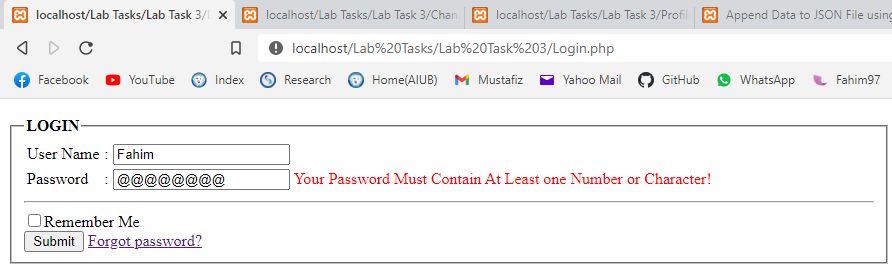 localhost/Lab Tasks/Lab Task 3/L
localhost/Lab Tasks/Lab Task 3/Chan
localhost/Lab Tasks/Lab Task 3/Profil
Append Data to JSON File using
localhost/Lab%20Tasks/Lab%20Task%203/Login.php
Facebook YouTube Index Research Home(AIUB) Mustafiz Yahoo Mail GitHub WhatsApp Fahim97
LOGIN
User Name : Fahim
Password : @@@@@@@@ Your Password Must Contain At Least one Number or Character!
Remember Me
Submit Forgot password?